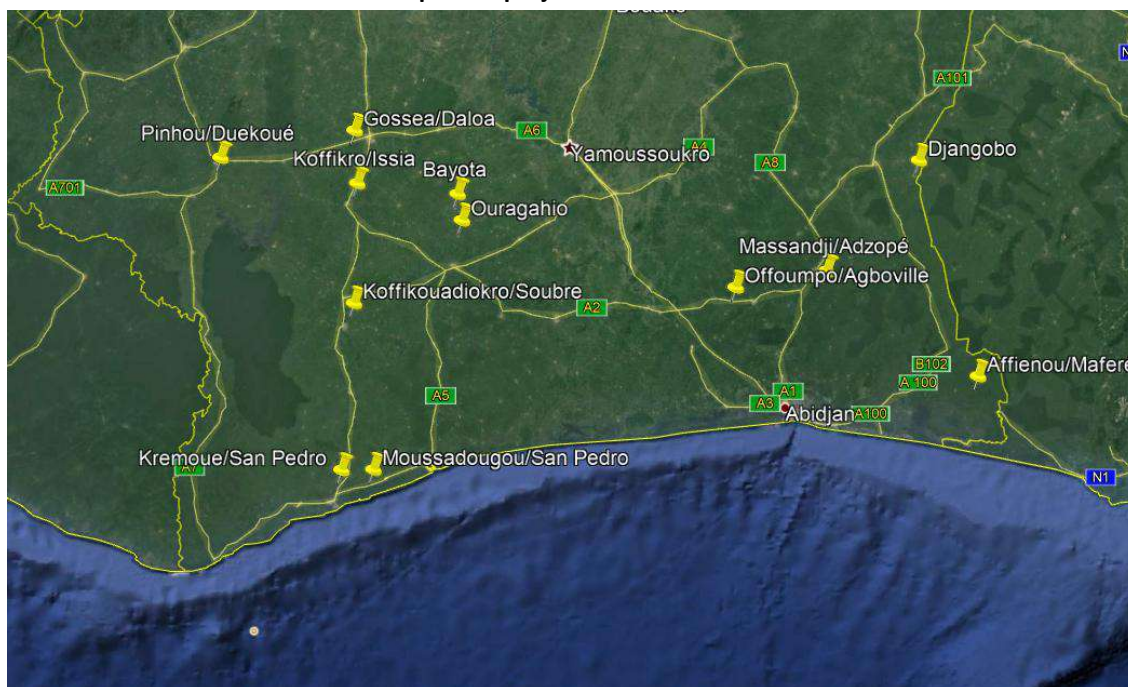 Bouaké
A101
N
Gossea/Daloa
A6
Pinhou/Duekoué
Yamoussoukro
A4
Djangobo
A8
Koffikro/Issia
Bayota
A701
Ouragahio
Massandji/Adzopé
Offoumpo/Agboville
Koffikouadiokro/Soubre
A2
B102
Affienou/Mafere
A 100
A5
A1
A3
Abidjan
A100
Kremoue/San Pedro
Moussadougou/San Pedro
A7
N1